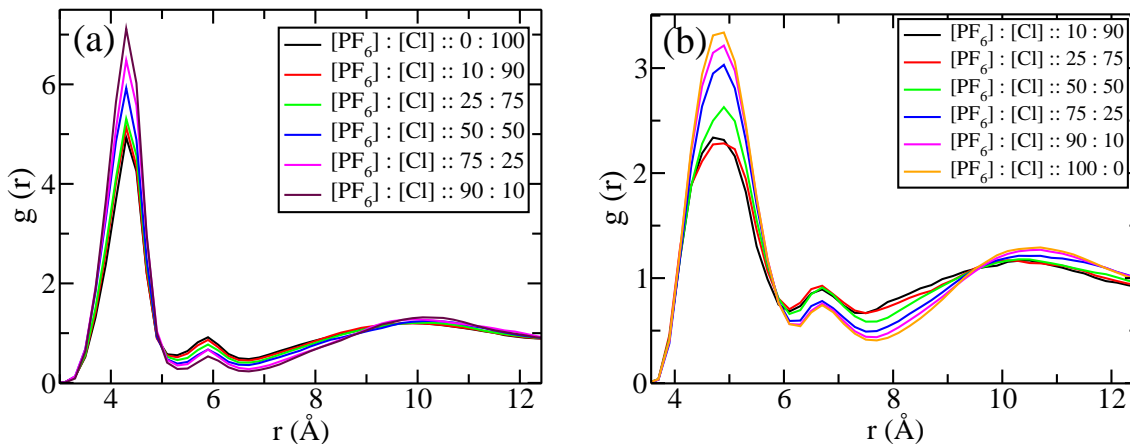 (a)
[PF6] : [Cl] :: 0 : 100
[PF6] : [Cl] :: 10 : 90
[PF6] : [Cl] :: 25 : 75
[PF6] : [Cl] :: 50 : 50
[PF6] : [Cl] :: 75 : 25
[PF6] : [Cl] :: 90 : 10
g (r)
6
4
2
0
4 6 8 10 12
r (Å)
(b)
[PF6] : [Cl] :: 10 : 90
[PF6] : [Cl] :: 25 : 75
[PF6] : [Cl] :: 50 : 50
[PF6] : [Cl] :: 75 : 25
[PF6] : [Cl] :: 90 : 10
[PF6] : [Cl] :: 100 : 0
g (r)
3
2
1
0
4 6 8 10 12
r (Å)